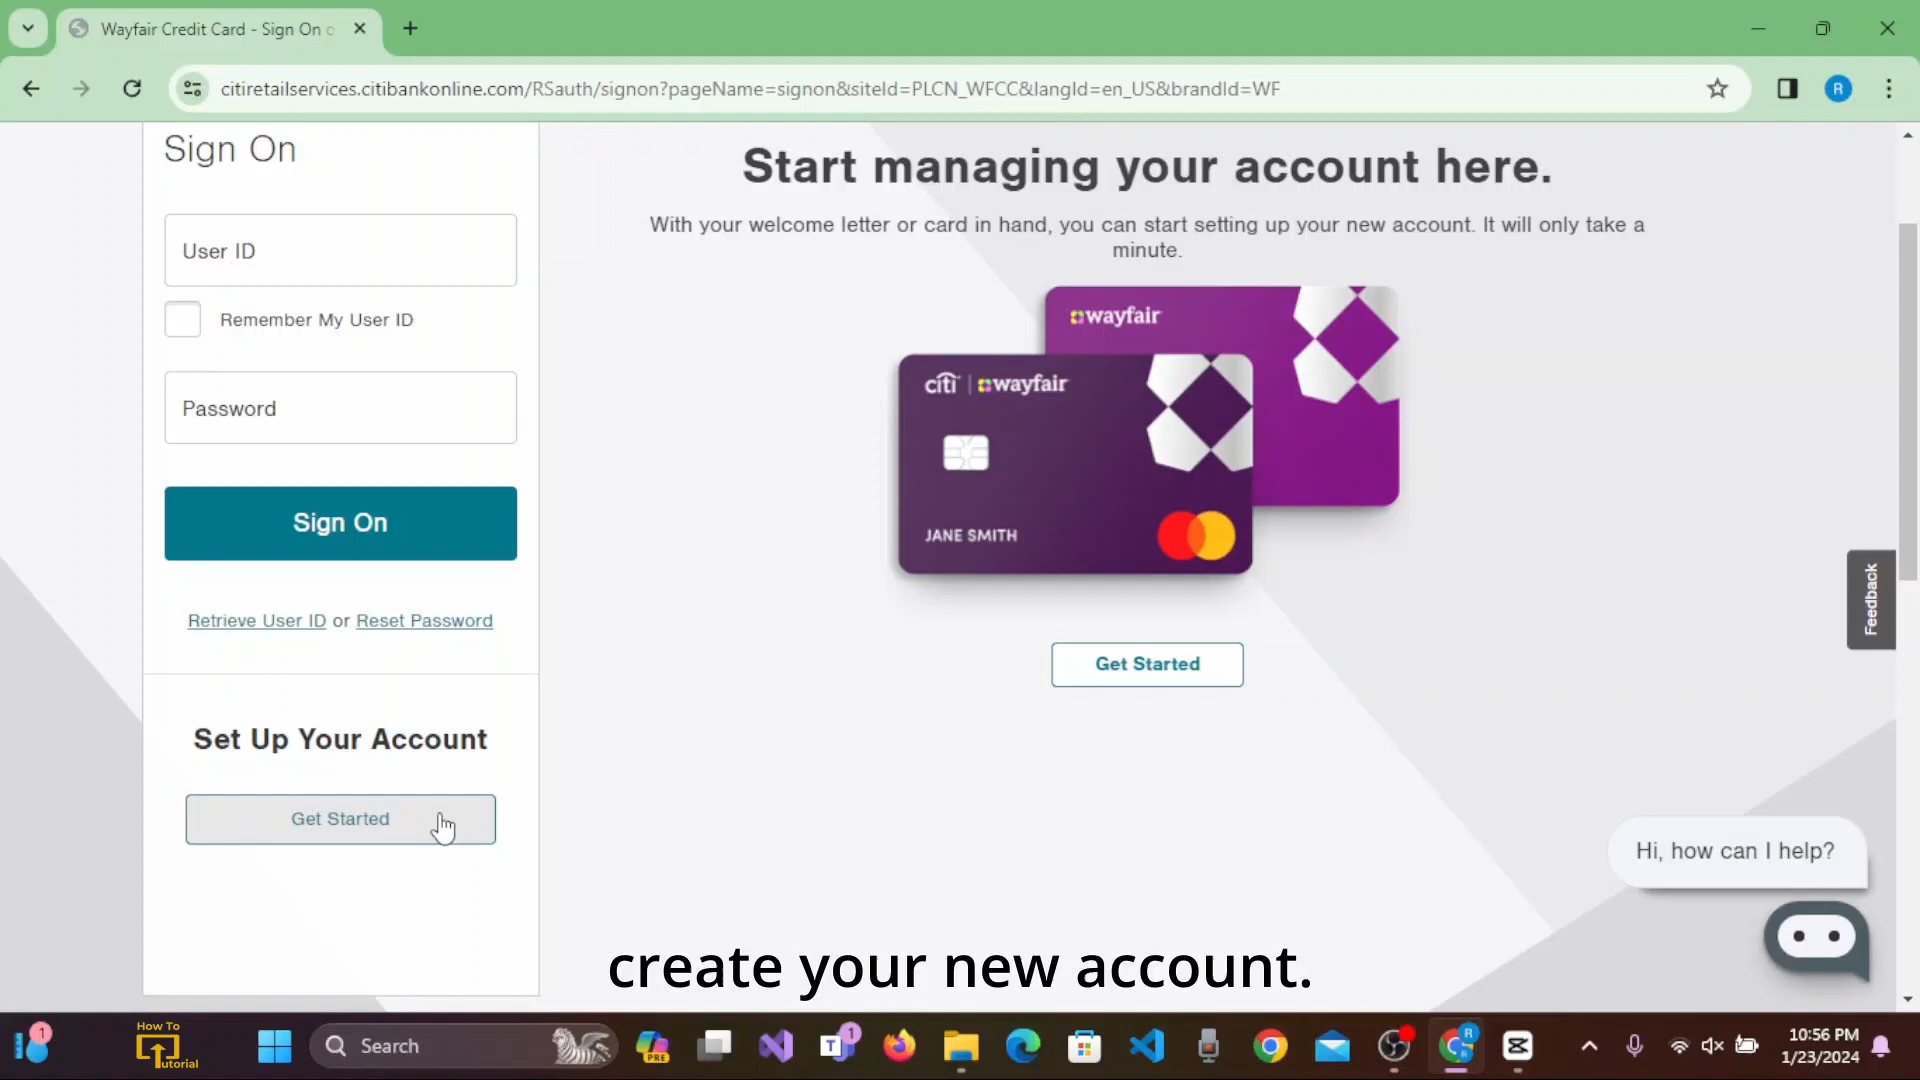 Wayfair Credit Card - Sign On o
citiretailservices.citibankonline.com/RSauth/signon?pageName=signon&siteId=PLCN_WFCC&langId=en_US&brandId=WF
R
Sign On
User ID
Remember My User ID
Password
Sign On
Retrieve User ID or Reset Password
Set Up Your Account
Get Started
Start managing your account here.
With your welcome letter or card in hand, you can start setting up your new account. It will only take a
minute.
wayfair
citi | wayfair
JANE SMITH
Get Started
Feedback
Hi, how can I help?
create your new account.
1
How To
Tutorial
Search
PRE
T
1
R
R
10:56 PM
1/23/2024